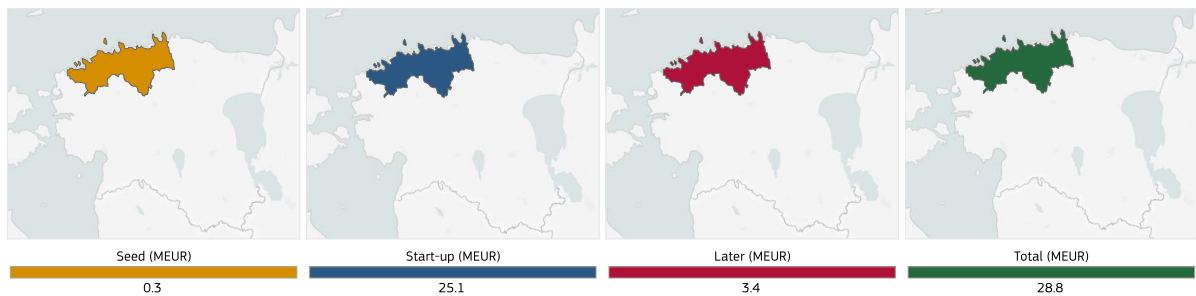 Seed (MEUR)
0.3
Start-up (MEUR)
25.1
Later (MEUR)
3.4
Total (MEUR)
28.8